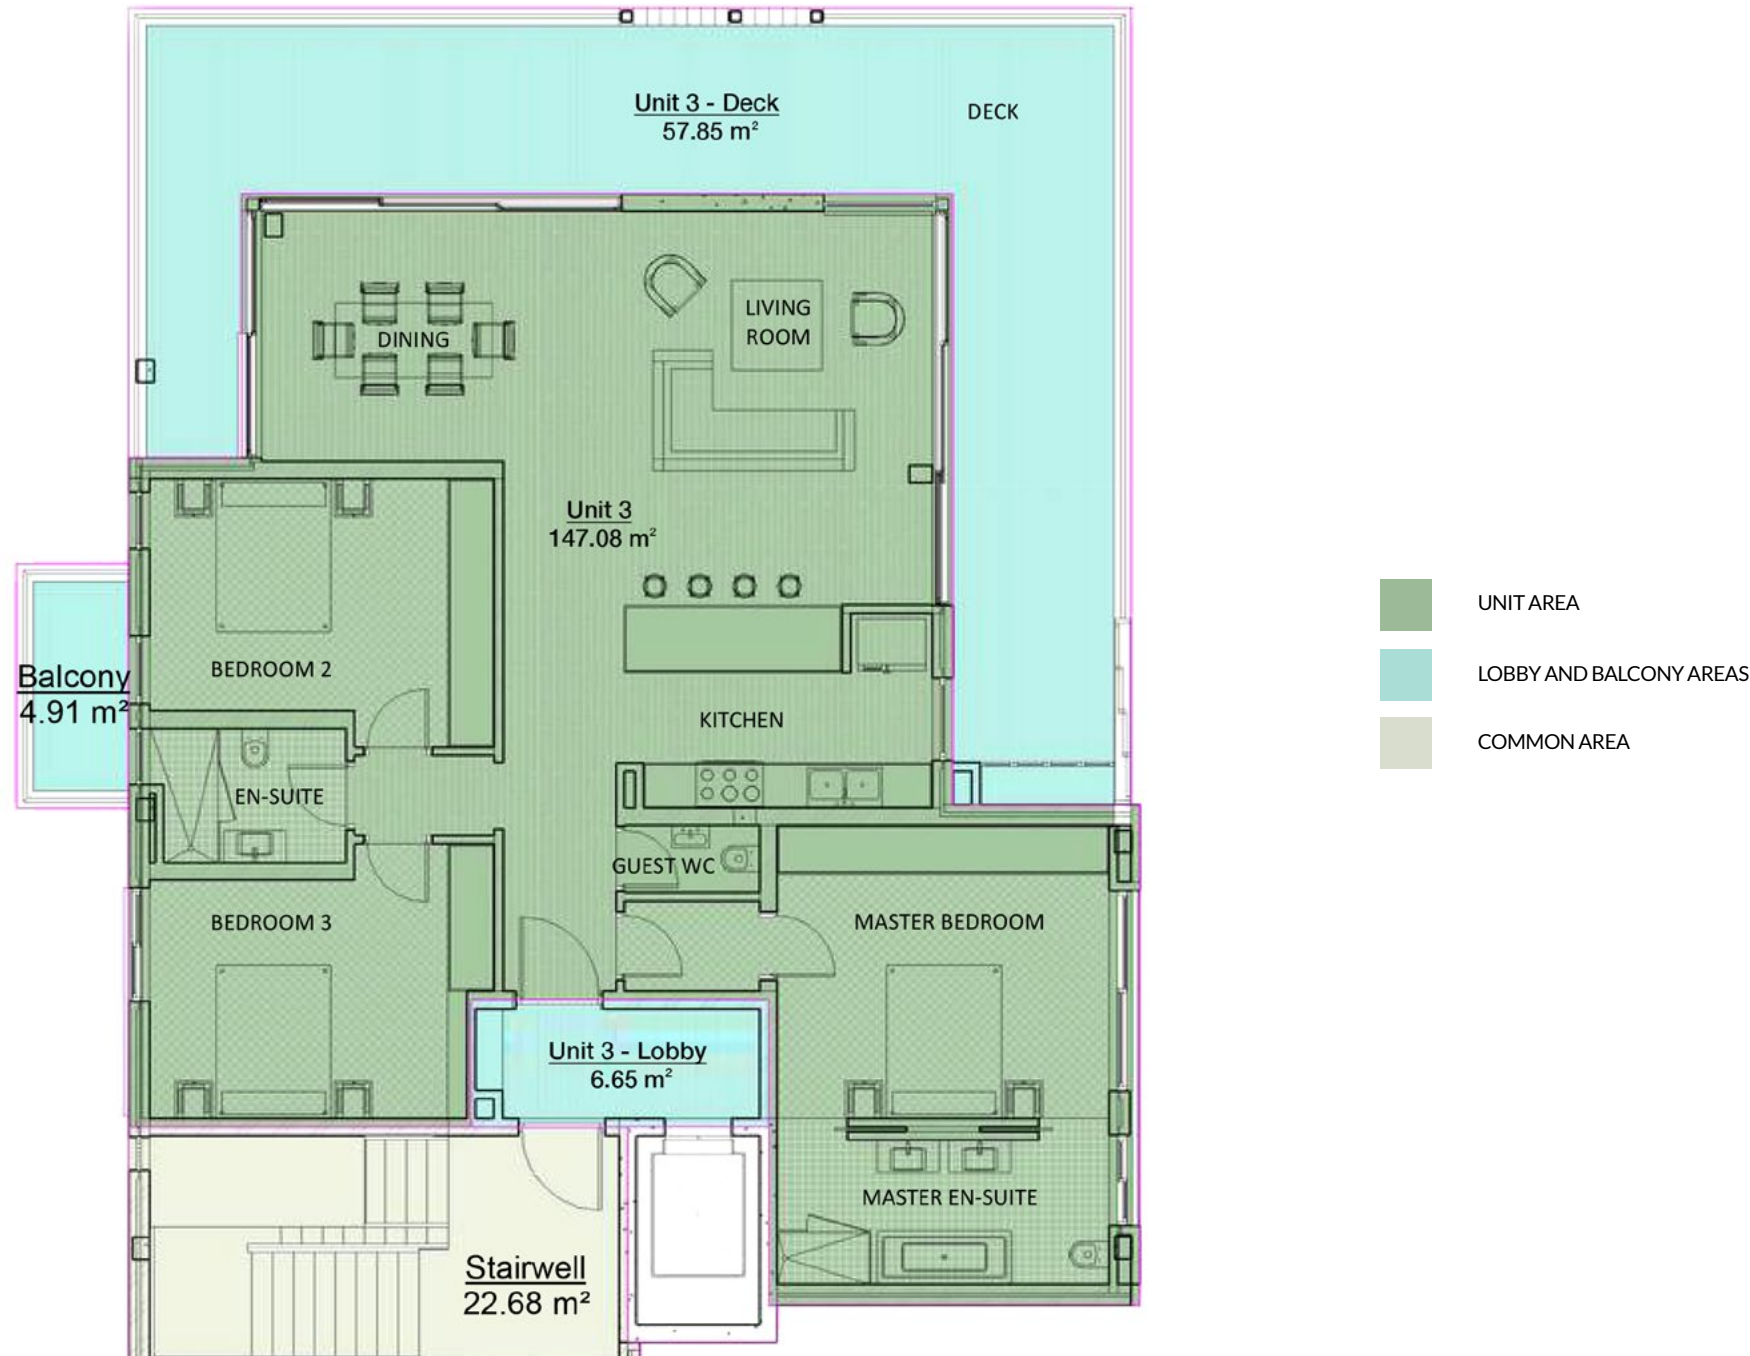 Unit 3 - Deck
57.85 m²
DECK
LIVING
ROOM
DINING
Unit 3
147.08 m²
BEDROOM 2
Balcony
4.91 m²
KITCHEN
EN-SUITE
GUEST WC
BEDROOM 3
MASTER BEDROOM
Unit 3 - Lobby
6.65 m²
MASTER EN-SUITE
Stairwell
22.68 m²
UNIT AREA
LOBBY AND BALCONY AREAS
COMMON AREA